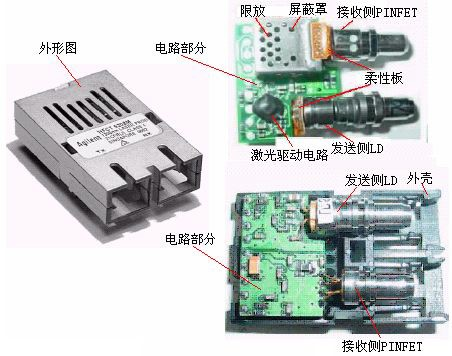 限放
屏蔽罩
接收侧PINFET
外形图
电路部分
柔性板
发送侧LD
激光驱动电路
Agilent
发送侧LD
外壳
电路部分
接收侧PINFET